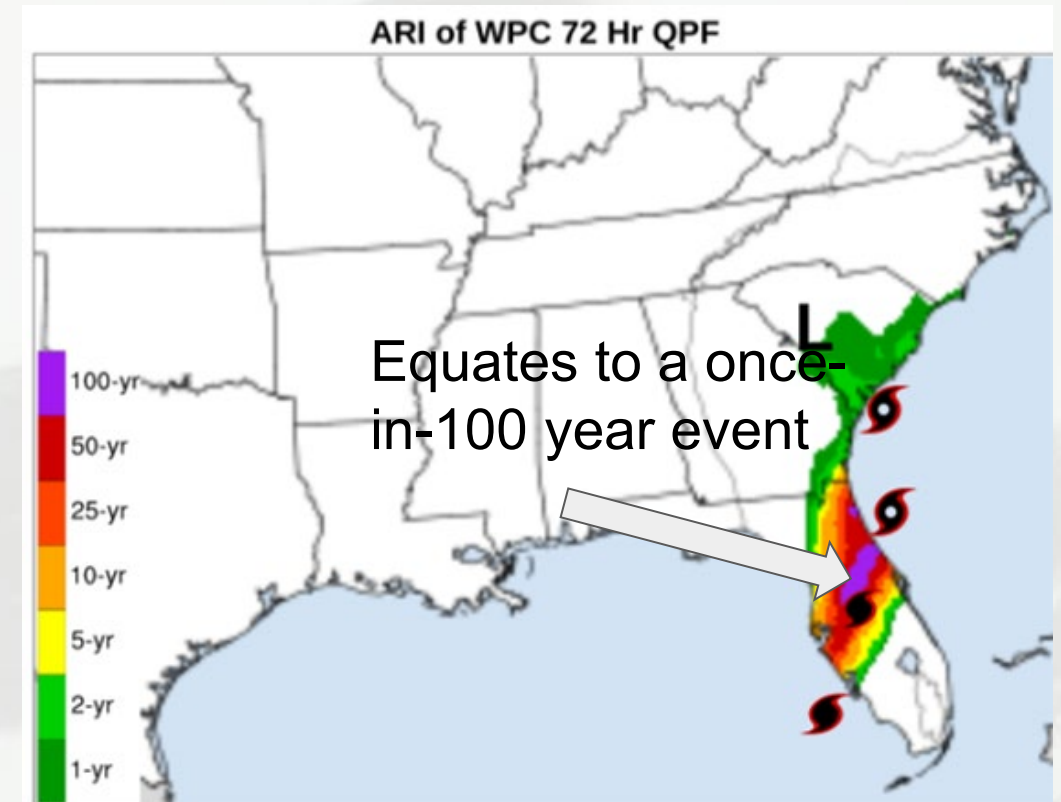 ARI of WPC 72 Hr QPF
L
Equates to a once-
in-100 year event
100-yr
50-yr
25-yr
10-yr
5-yr
2-yr
1-yr